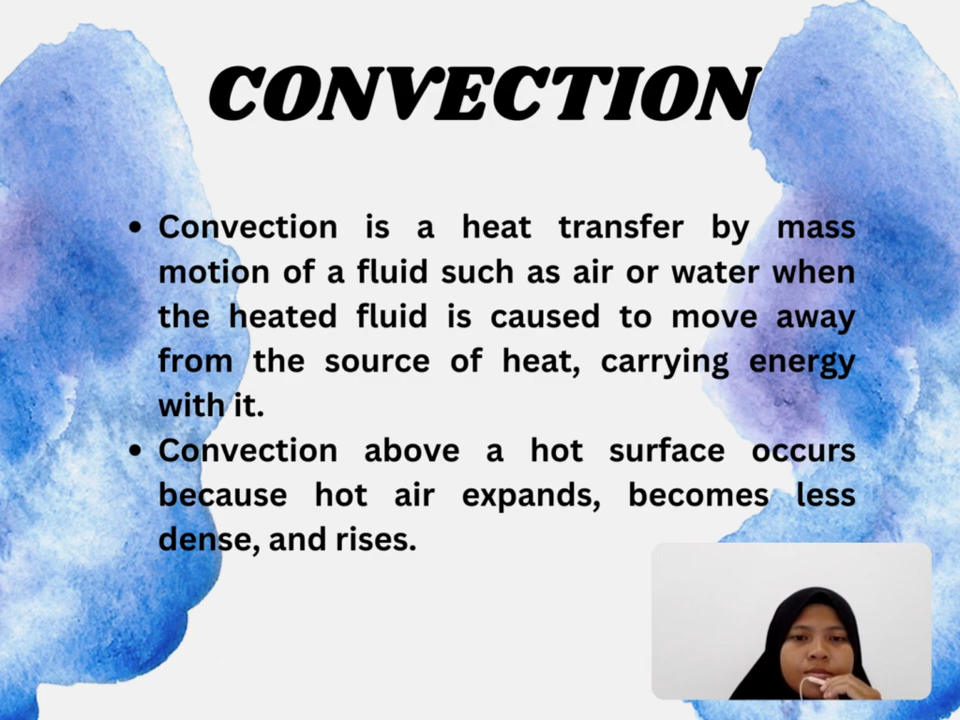 CONVECTION
• Convection is a heat transfer by mass
motion of a fluid such as air or water when
the heated fluid is caused to move away
from the source of heat, carrying energy
with it.
• Convection above a hot surface occurs
because hot air expands, becomes less
dense, and rises.